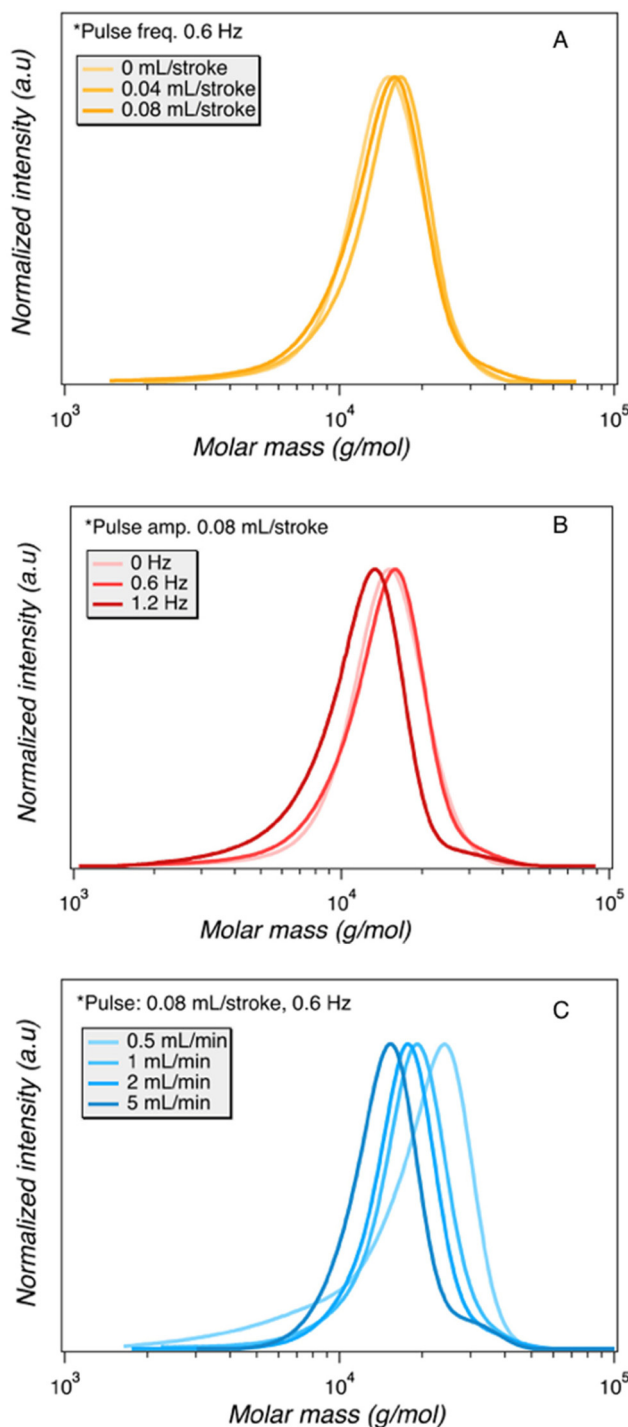 *Pulse freq. 0.6 Hz
A
0 mL/stroke
0.04 mL/stroke
0.08 mL/stroke
Normalized intensity (a.u)
10³
10⁴
10⁵
Molar mass (g/mol)
*Pulse amp. 0.08 mL/stroke
B
0 Hz
0.6 Hz
1.2 Hz
Normalized intensity (a.u)
10³
10⁴
10⁵
Molar mass (g/mol)
*Pulse: 0.08 mL/stroke, 0.6 Hz
C
0.5 mL/min
1 mL/min
2 mL/min
5 mL/min
Normalized intensity (a.u)
10³
10⁴
10⁵
Molar mass (g/mol)